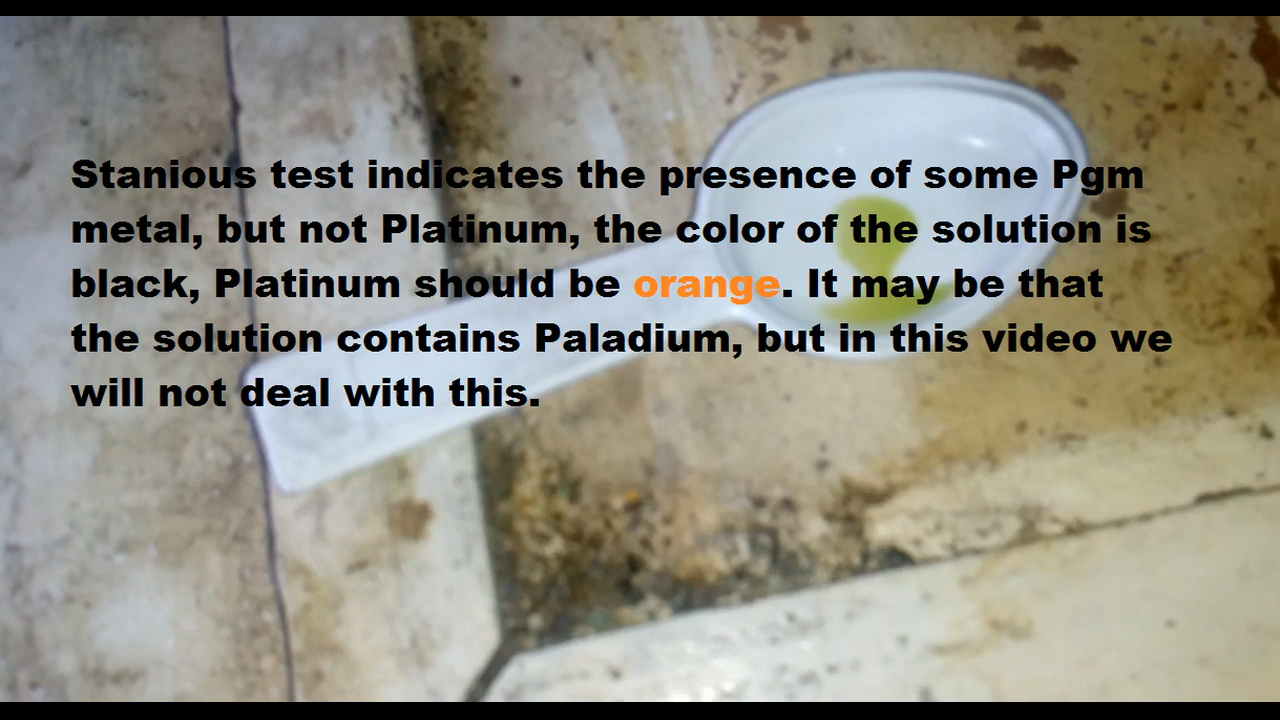 Stanious test indicates the presence of some Pgm
metal, but not Platinum, the color of the solution is
black, Platinum should be orange. It may be that
the solution contains Paladium, but in this video we
will not deal with this.